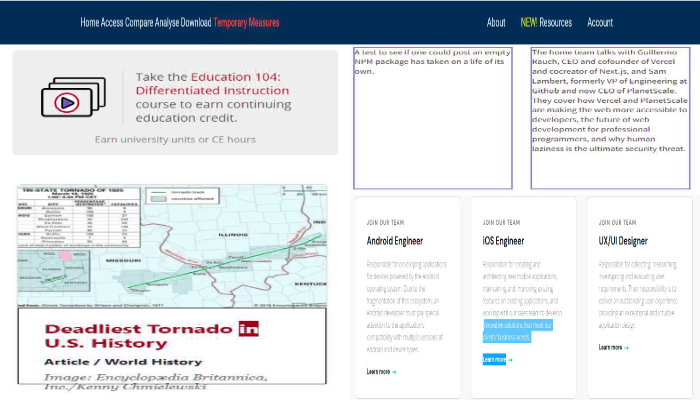 Home Access Compare Analyse Download Temporary Measures
About NEW! Resources Account
Take the Education 104:
Differentiated Instruction
course to earn continuing
education credit.
Earn university units or CE hours
A test to see if one could post an empty
NPM package has taken on a life of its
own.
The home team talks with Guillermo
Rauch, CEO and cofounder of Vercel
and cocreator of Next.js, and Sam
Lambert, formerly VP of Engineering at
Github and now CEO of PlanetScale.
They cover how Vercel and PlanetScale
are making the web more accessible to
developers, the future of web
development for professional
programmers, and why human
laziness is the ultimate security threat.
TRI-STATE TORNADO OF 1925
tornado track
counties affected
ILLINOIS
MISSOURI
IND
KENTUCK
Deadliest Tornado in
U.S. History
Article / World History
Image: Encyclopædia Britannica,
Inc./Kenny Chmielewski
JOIN OUR TEAM
Android Engineer
Responsible for developing applications
for devices powered by the Android
operating system. Due to the
fragmentation of this ecosystem, an
Android developer must pay special
attention to the application's
compatibility with multiple versions of
Android and device types.
Learn more →
JOIN OUR TEAM
iOS Engineer
Responsible for creating and
architecting new mobile applications,
maintaining and improving existing
features on existing applications, and
working with our sales team to develop
innovative solutions that meet our
clients' business needs.
Learn more →
JOIN OUR TEAM
UX/UI Designer
Responsible for collecting, researching,
investigating and evaluating user
requirements. Their responsibility is to
deliver an outstanding user experience
providing an exceptional and intuitive
application design.
Learn more →